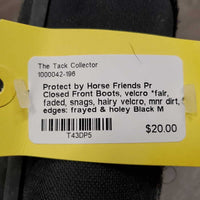 The Tack Collector
1000042-196
Protect by Horse Friends Pr
Closed Front Boots, velcro *fair,
faded, snags, hairy velcro, mnr dirt,
edges: frayed & holey Black M
$20.00
T43DP5